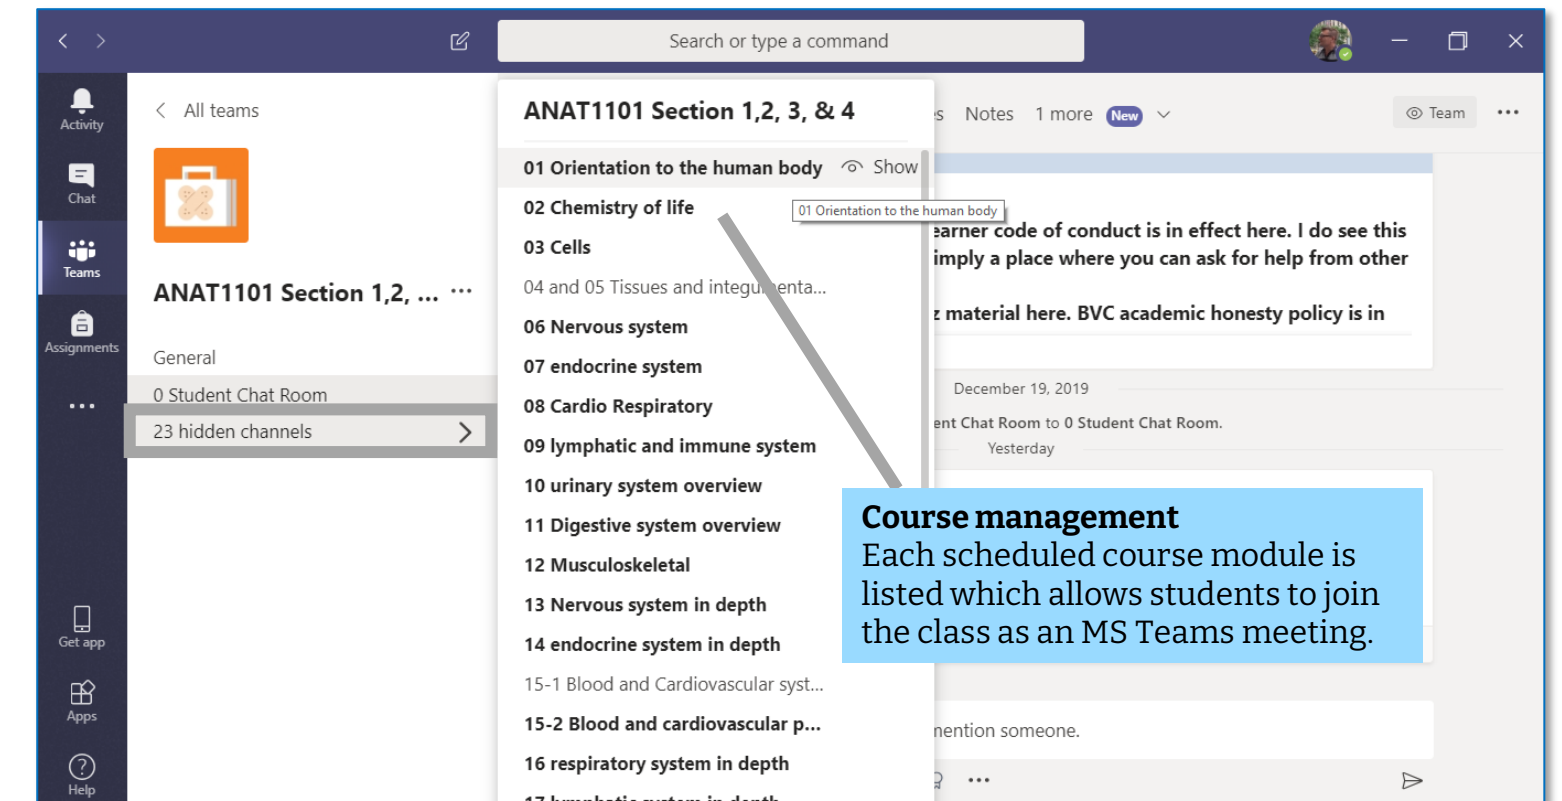 Search or type a command
Activity
Chat
Teams
Assignments
Get app
Apps
Help
All teams
ANAT1101 Section 1,2, ... ...
General
0 Student Chat Room
23 hidden channels
ANAT1101 Section 1,2, 3, & 4
01 Orientation to the human body Show
02 Chemistry of life
01 Orientation to the human body
03 Cells
04 and 05 Tissues and integumenta...
06 Nervous system
07 endocrine system
08 Cardio Respiratory
09 lymphatic and immune system
10 urinary system overview
11 Digestive system overview
12 Musculoskeletal
13 Nervous system in depth
14 endocrine system in depth
15-1 Blood and Cardiovascular syst...
15-2 Blood and cardiovascular p...
16 respiratory system in depth
17 lymphatic system in depth
Notes 1 more New Team ...
code of conduct is in effect here. I do see this
a place where you can ask for help from other
material here. BVC academic honesty policy is in
December 19, 2019
Chat Room to 0 Student Chat Room.
Yesterday
Course management
Each scheduled course module is
listed which allows students to join
the class as an MS Teams meeting.
someone.